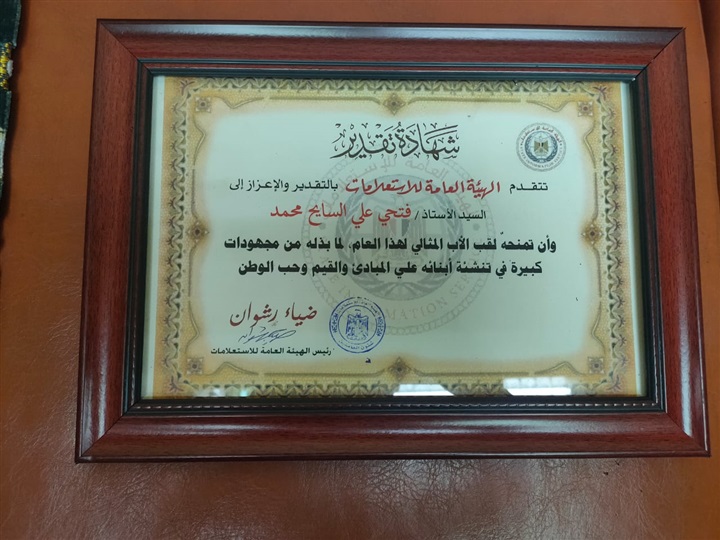 شهادة تقدير
تتقدم الهيئة العامة للاستعلامات بالتقدير والإعزاز إلى
السيد الأستاذ / فتحي علي السايح محمد
وأن تمنحه لقب الأب المثالي لهذا العام، لما بذله من مجهودات
كبيرة في تنشئة أبنائه علي المبادئ والقيم وحب الوطن
ضياء رشوان
رئيس الهيئة العامة للاستعلامات